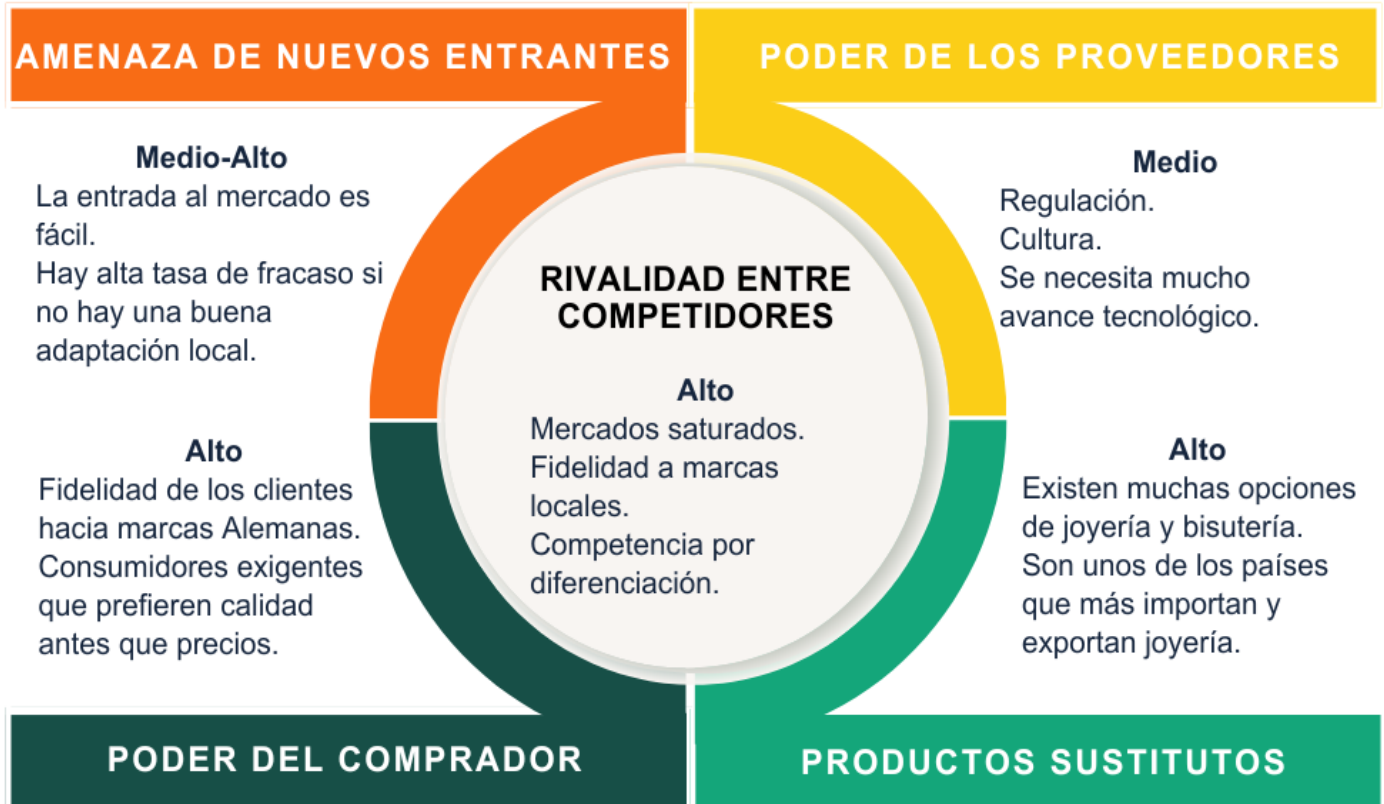 AMENAZA DE NUEVOS ENTRANTES
Medio-Alto
La entrada al mercado es
fácil.
Hay alta tasa de fracaso si
no hay una buena
adaptación local.
PODER DE LOS PROVEEDORES
Medio
Regulación.
Cultura.
Se necesita mucho
avance tecnológico.
RIVALIDAD ENTRE
COMPETIDORES
Alto
Mercados saturados.
Fidelidad a marcas
locales.
Competencia por
diferenciación.
Alto
Fidelidad de los clientes
hacia marcas Alemanas.
Consumidores exigentes
que prefieren calidad
antes que precios.
PODER DEL COMPRADOR
Alto
Existen muchas opciones
de joyería y bisutería.
Son unos de los países
que más importan y
exportan joyería.
PRODUCTOS SUSTITUTOS